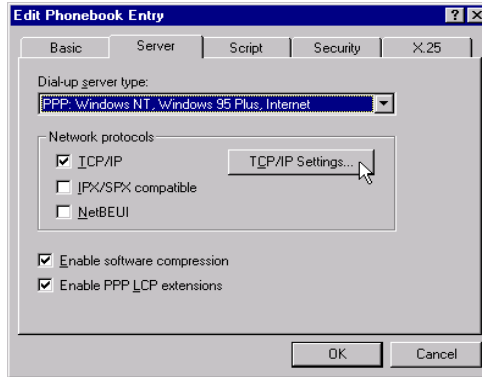 Edit Phonebook Entry
Basic Server Script Security X.25
Dial-up server type:
PPP: Windows NT, Windows 95 Plus, Internet
Network protocols
TCP/IP TCP/IP Settings...
IPX/SPX compatible
NetBEUI
Enable software compression
Enable PPP LCP extensions
OK Cancel